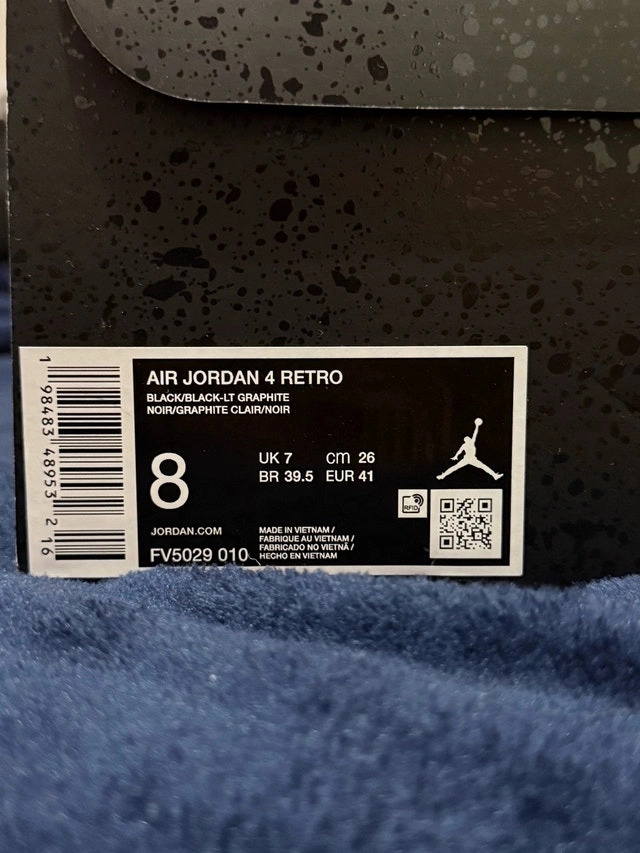 AIR JORDAN 4 RETRO
BLACK/BLACK-LT GRAPHITE
NOIR/GRAPHITE CLAIR/NOIR
8
UK 7 cm 26
BR 39.5 EUR 41
RFID
JORDAN.COM
FV5029 010
MADE IN VIETNAM /
FABRIQUE AU VIETNAM /
FABRICADO NO VIETNÃ /
HECHO EN VIETNAM
1 98483 48953 2 16